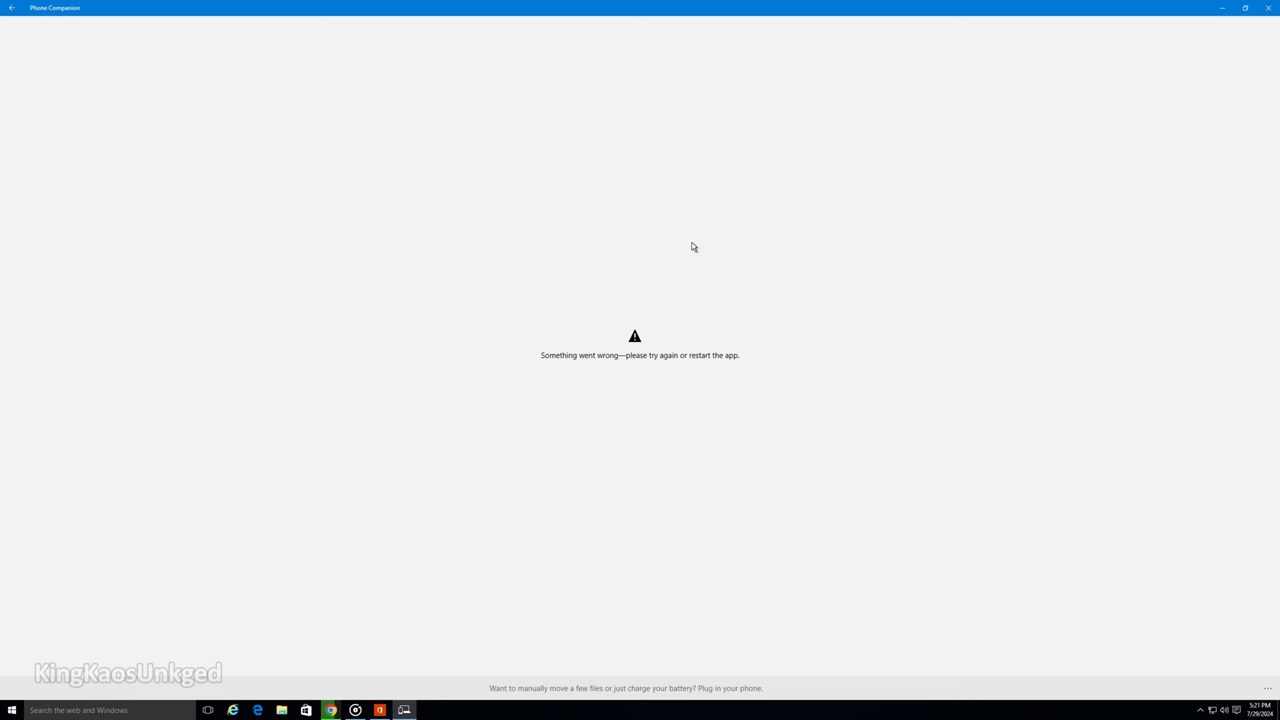 Phone Companion
Something went wrong—please try again or restart the app.
KingKaosUnkged
Want to manually move a few files or just charge your battery? Plug in your phone.
Search the web and Windows
5:21 PM
7/29/2024